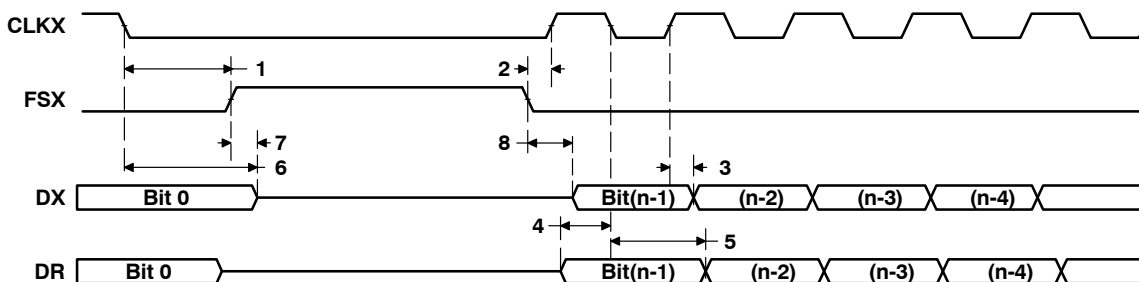 CLKX
1
2
FSX
7
8
6
3
DX
Bit 0
Bit(n-1)
(n-2)
(n-3)
(n-4)
4
5
DR
Bit 0
Bit(n-1)
(n-2)
(n-3)
(n-4)